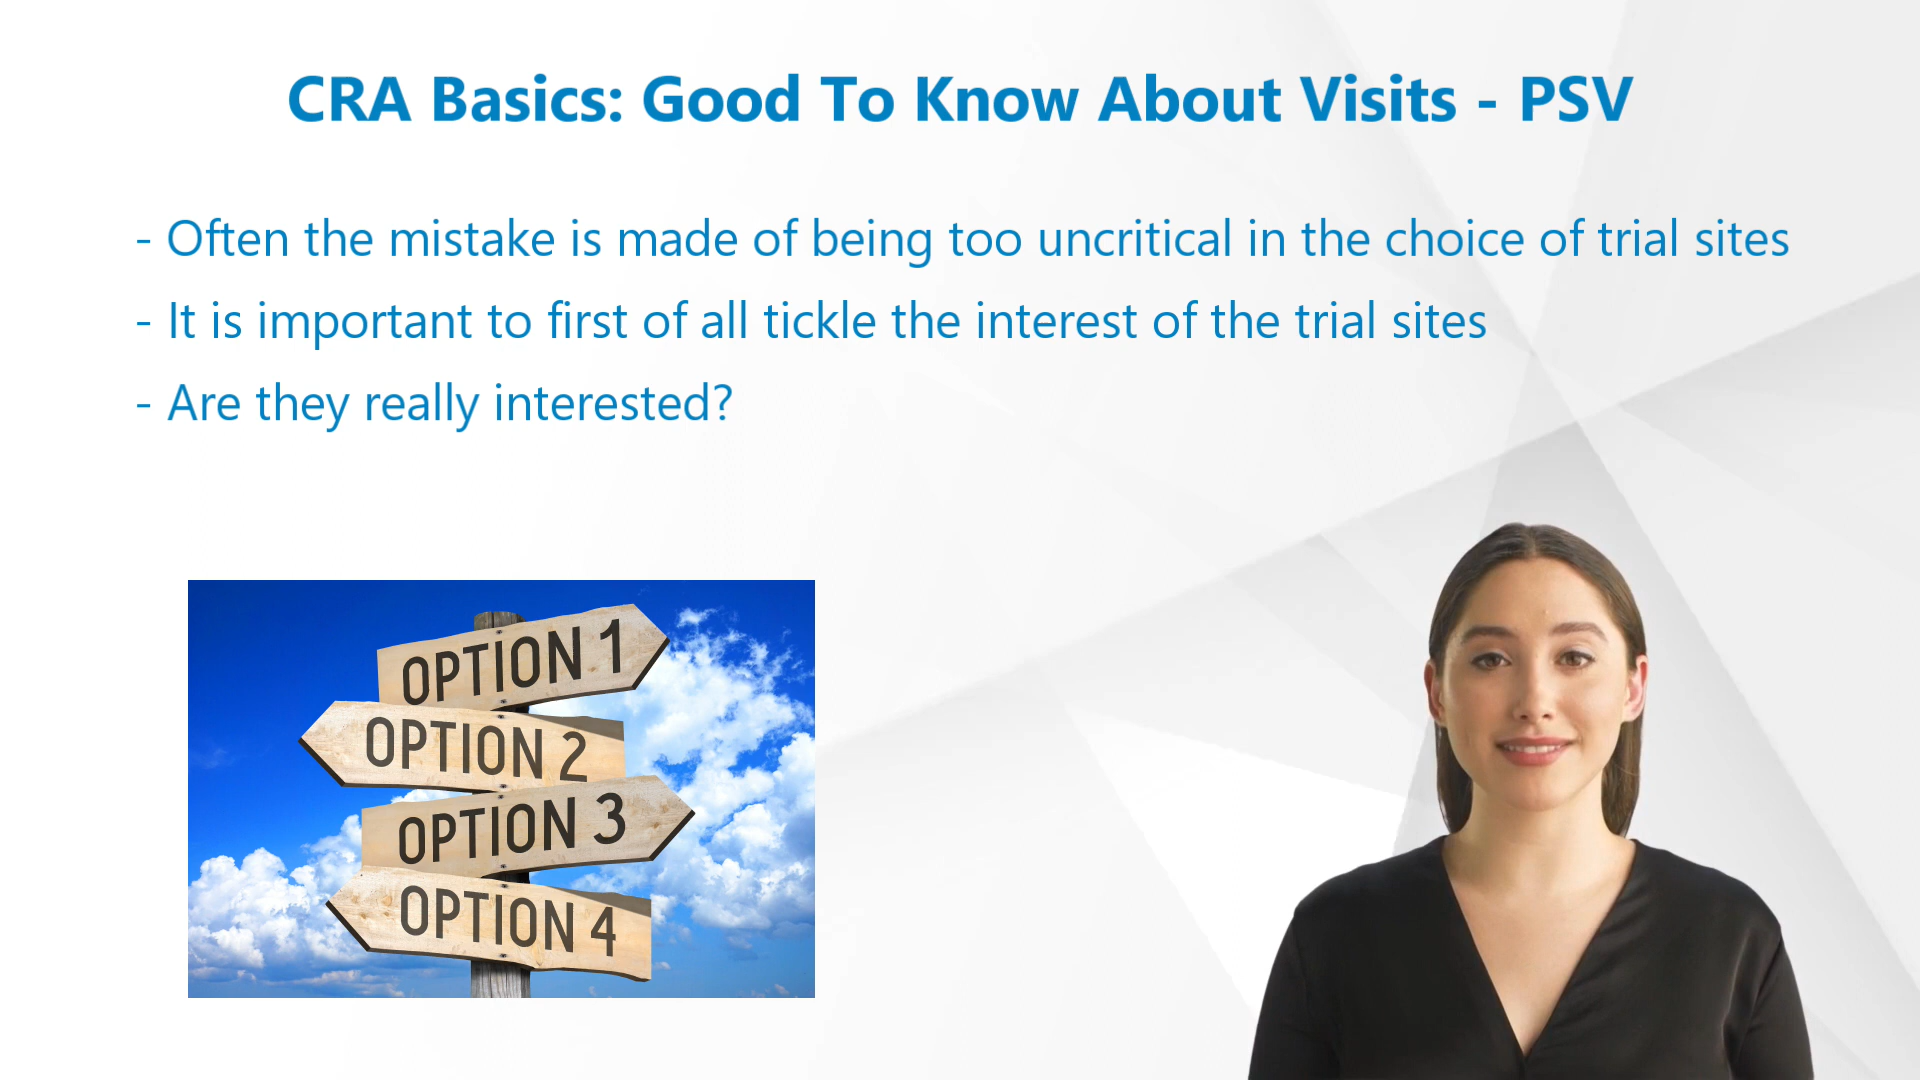 CRA Basics: Good To Know About Visits - PSV
- Often the mistake is made of being too uncritical in the choice of trial sites
- It is important to first of all tickle the interest of the trial sites
- Are they really interested?
OPTION 1
OPTION 2
OPTION 3
OPTION 4